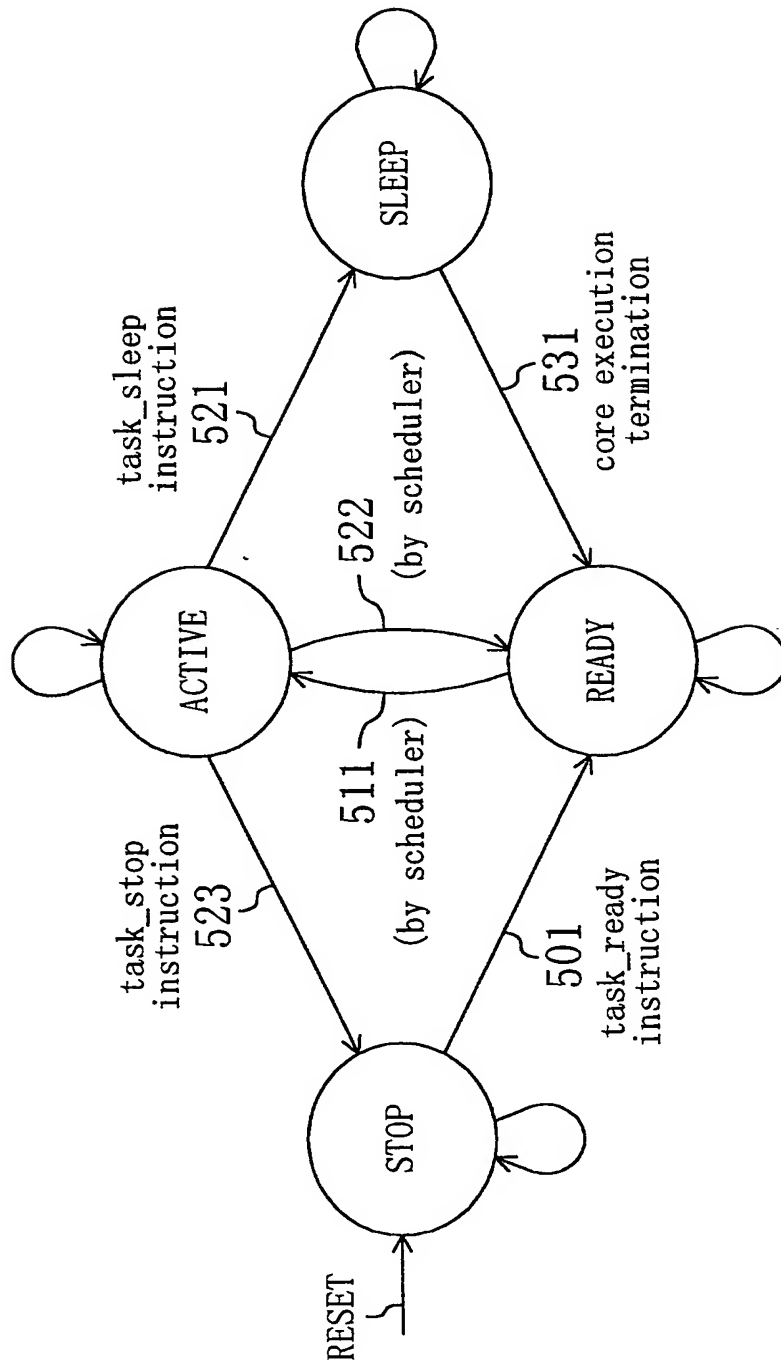 task_stop
instruction
523
task_sleep
instruction
521
ACTIVE
RESET
STOP
511
(by scheduler)
522
(by scheduler)
SLEEP
READY
501
task_ready
instruction
531
core execution
termination